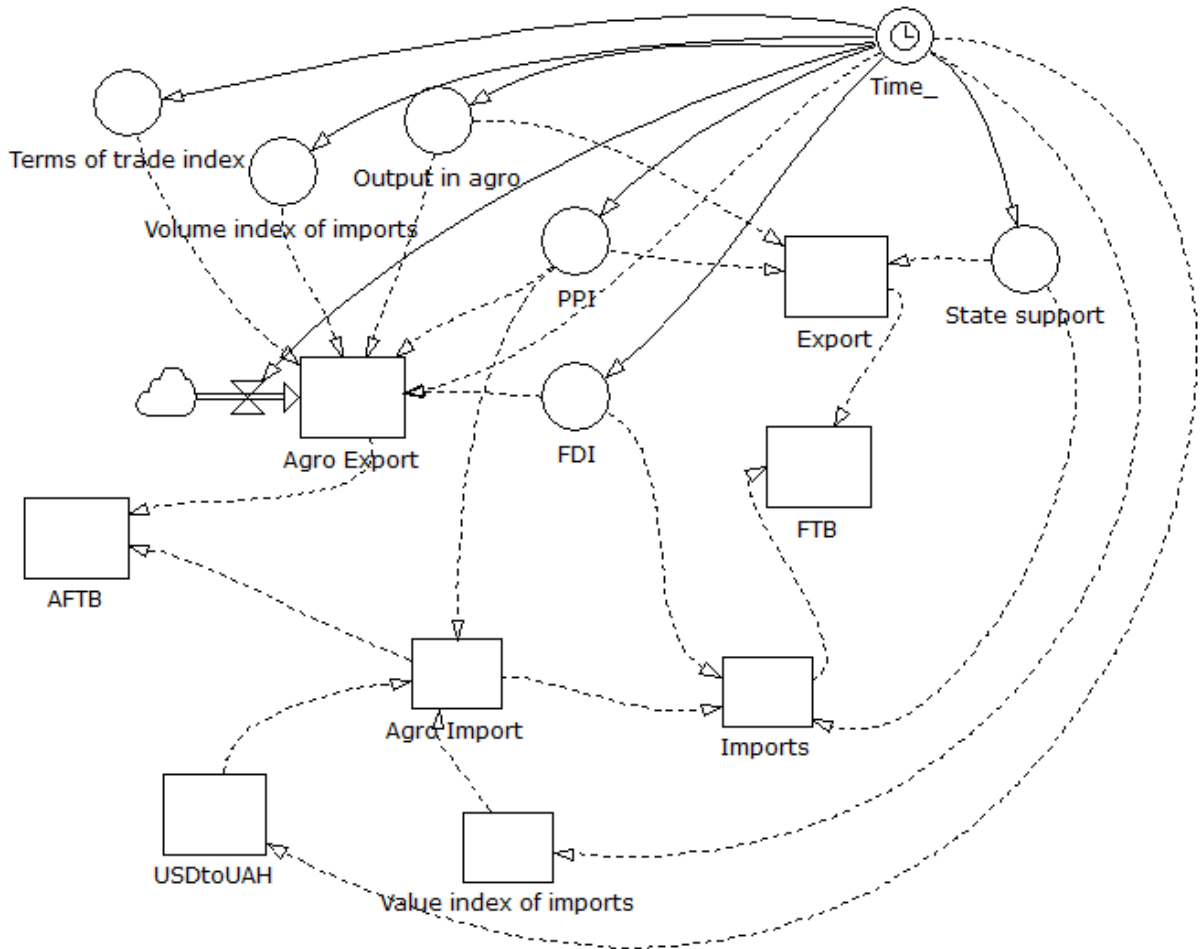 Time_
Terms of trade index
Output in agro
Volume index of imports
PPI
State support
Export
Agro Export
FDI
FTB
AFTB
Agro Import
Imports
USDtoUAH
Value index of imports